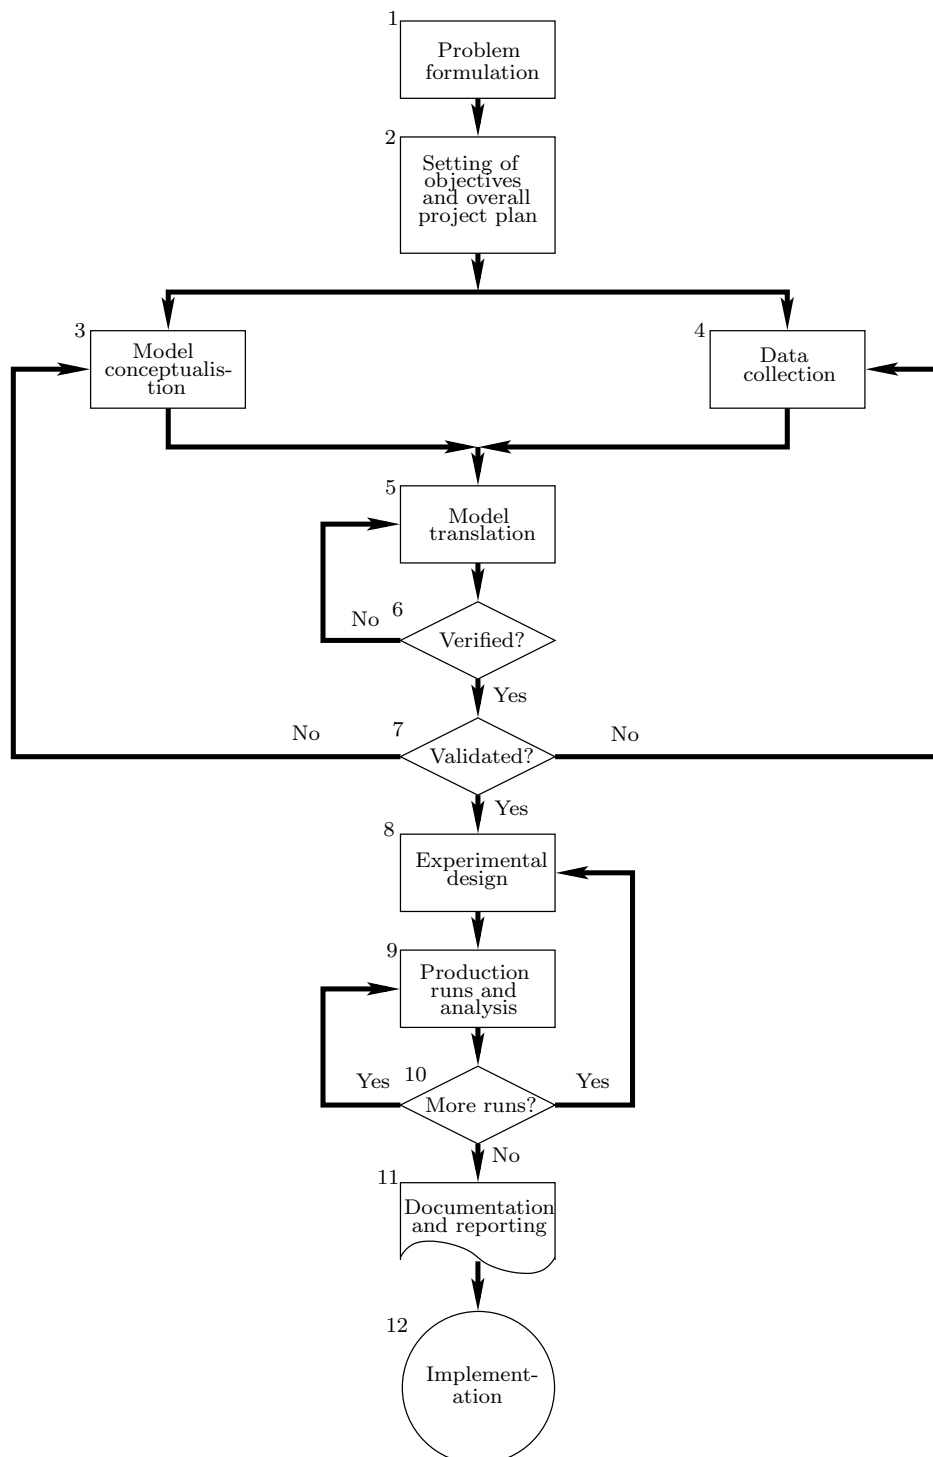 1
Problem
formulation
2
Setting of
objectives
and overall
project plan
3
Model
conceptualis-
tion
4
Data
collection
5
Model
translation
6
No
Verified?
Yes
7
No
Validated?
No
Yes
8
Experimental
design
9
Production
runs and
analysis
10
Yes
More runs?
Yes
No
11
Documentation
and reporting
12
Implement-
ation